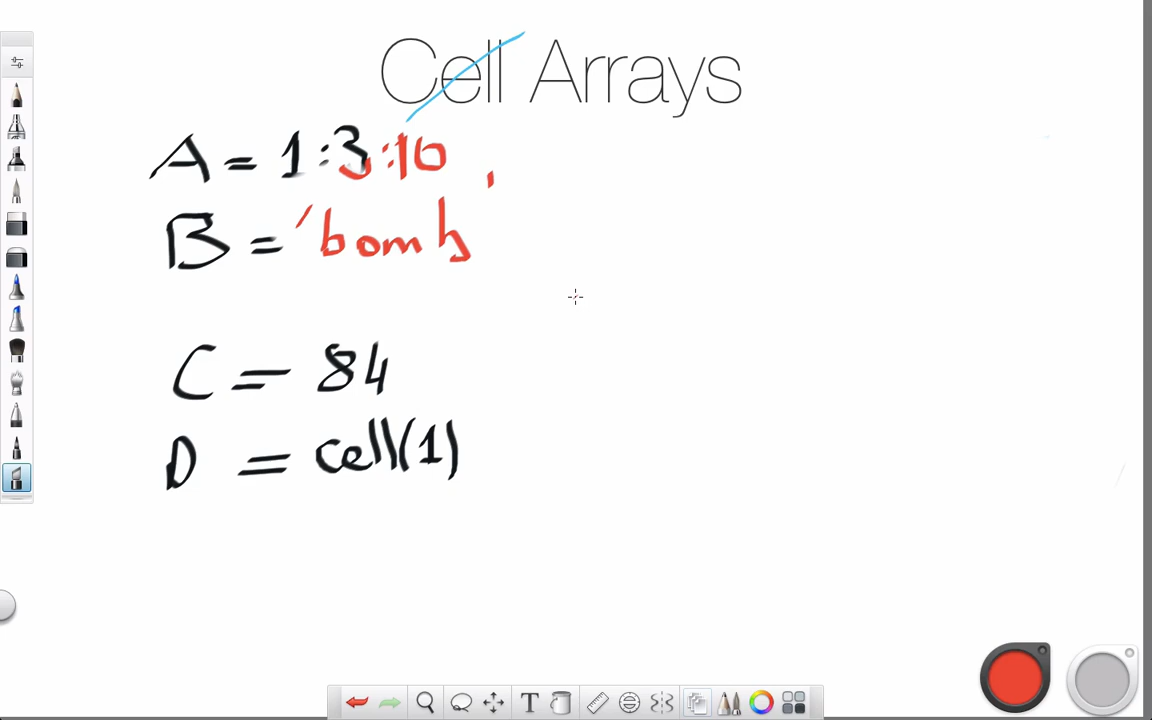 Cell Arrays
A = 1:3:10
B = 'bomb'
C = 84
D = cell(1)
T